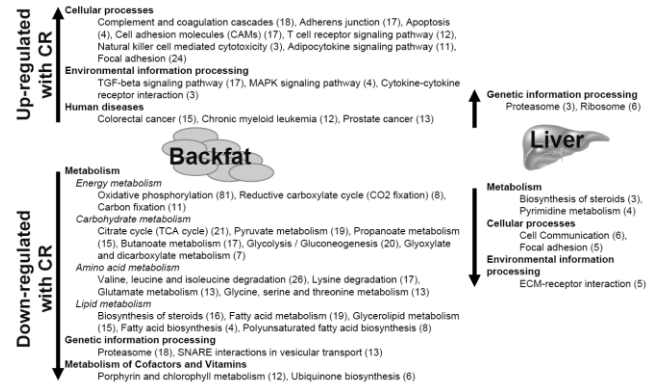 Up-regulated with CR
Cellular processes
Complement and coagulation cascades (18), Adherens junction (17), Apoptosis
(4), Cell adhesion molecules (CAMs) (17), T cell receptor signaling pathway (12),
Natural killer cell mediated cytotoxicity (3), Adipocytokine signaling pathway (11),
Focal adhesion (24)
Environmental information processing
TGF-beta signaling pathway (17), MAPK signaling pathway (4), Cytokine-cytokine
receptor interaction (3)
Human diseases
Colorectal cancer (15), Chronic myeloid leukemia (12), Prostate cancer (13)
Backfat
Down-regulated with CR
Metabolism
Energy metabolism
Oxidative phosphorylation (81), Reductive carboxylate cycle (CO2 fixation) (8),
Carbon fixation (11)
Carbohydrate metabolism
Citrate cycle (TCA cycle) (21), Pyruvate metabolism (19), Propanoate metabolism
(15), Butanoate metabolism (17), Glycolysis / Gluconeogenesis (20), Glyoxylate
and dicarboxylate metabolism (7)
Amino acid metabolism
Valine, leucine and isoleucine degradation (26), Lysine degradation (17),
Glutamate metabolism (13), Glycine, serine and threonine metabolism (13)
Lipid metabolism
Biosynthesis of steroids (16), Fatty acid metabolism (19), Glycerolipid metabolism
(15), Fatty acid biosynthesis (4), Polyunsaturated fatty acid biosynthesis (8)
Genetic information processing
Proteasome (18), SNARE interactions in vesicular transport (13)
Metabolism of Cofactors and Vitamins
Porphyrin and chlorophyll metabolism (12), Ubiquinone biosynthesis (6)
Genetic information processing
Proteasome (3), Ribosome (6)
Liver
Metabolism
Biosynthesis of steroids (3),
Pyrimidine metabolism (4)
Cellular processes
Cell Communication (6),
Focal adhesion (5)
Environmental information
processing
ECM-receptor interaction (5)